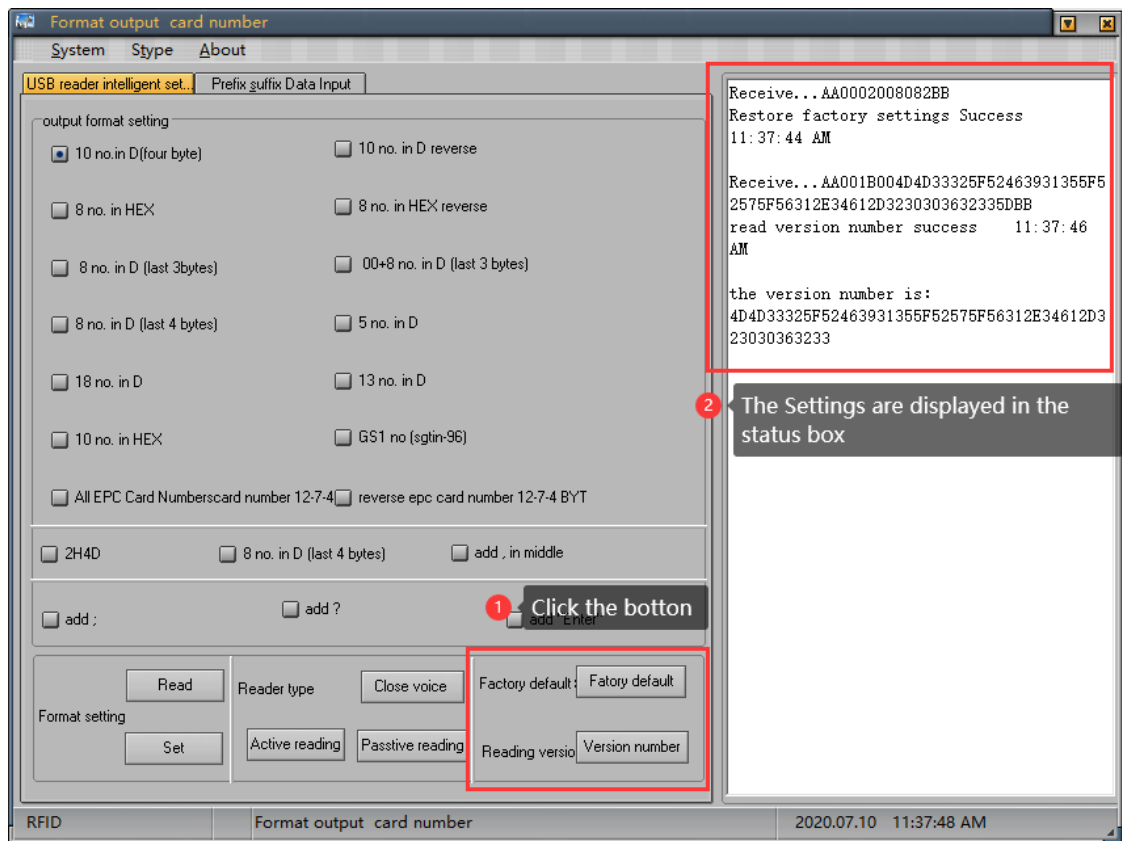 Format output card number
System Stype About
USB reader intelligent set... Prefix suffix Data Input
output format setting
10 no.in D(four byte) 10 no. in D reverse
8 no. in HEX 8 no. in HEX reverse
8 no. in D (last 3bytes) 00+8 no. in D (last 3 bytes)
8 no. in D (last 4 bytes) 5 no. in D
18 no. in D 13 no. in D
10 no. in HEX GS1 no (sgtin-96)
All EPC Card Numberscard number 12-7-4 reverse epc card number 12-7-4 BYT
2H4D 8 no. in D (last 4 bytes) add , in middle
add ; add ? add "Enter"
1 Click the botton
Read
Format setting
Set
Reader type Close voice
Active reading Passtive reading
Factory default: Fatory default
Reading versio Version number
Receive...AA0002008082BB
Restore factory settings Success
11:37:44 AM
Receive...AA001B004D4D33325F52463931355F5
2575F56312E34612D3230303632335DBB
read version number success 11:37:46
AM
the version number is:
4D4D33325F52463931355F52575F56312E34612D3
23030363233
2 The Settings are displayed in the
status box
RFID Format output card number 2020.07.10 11:37:48 AM